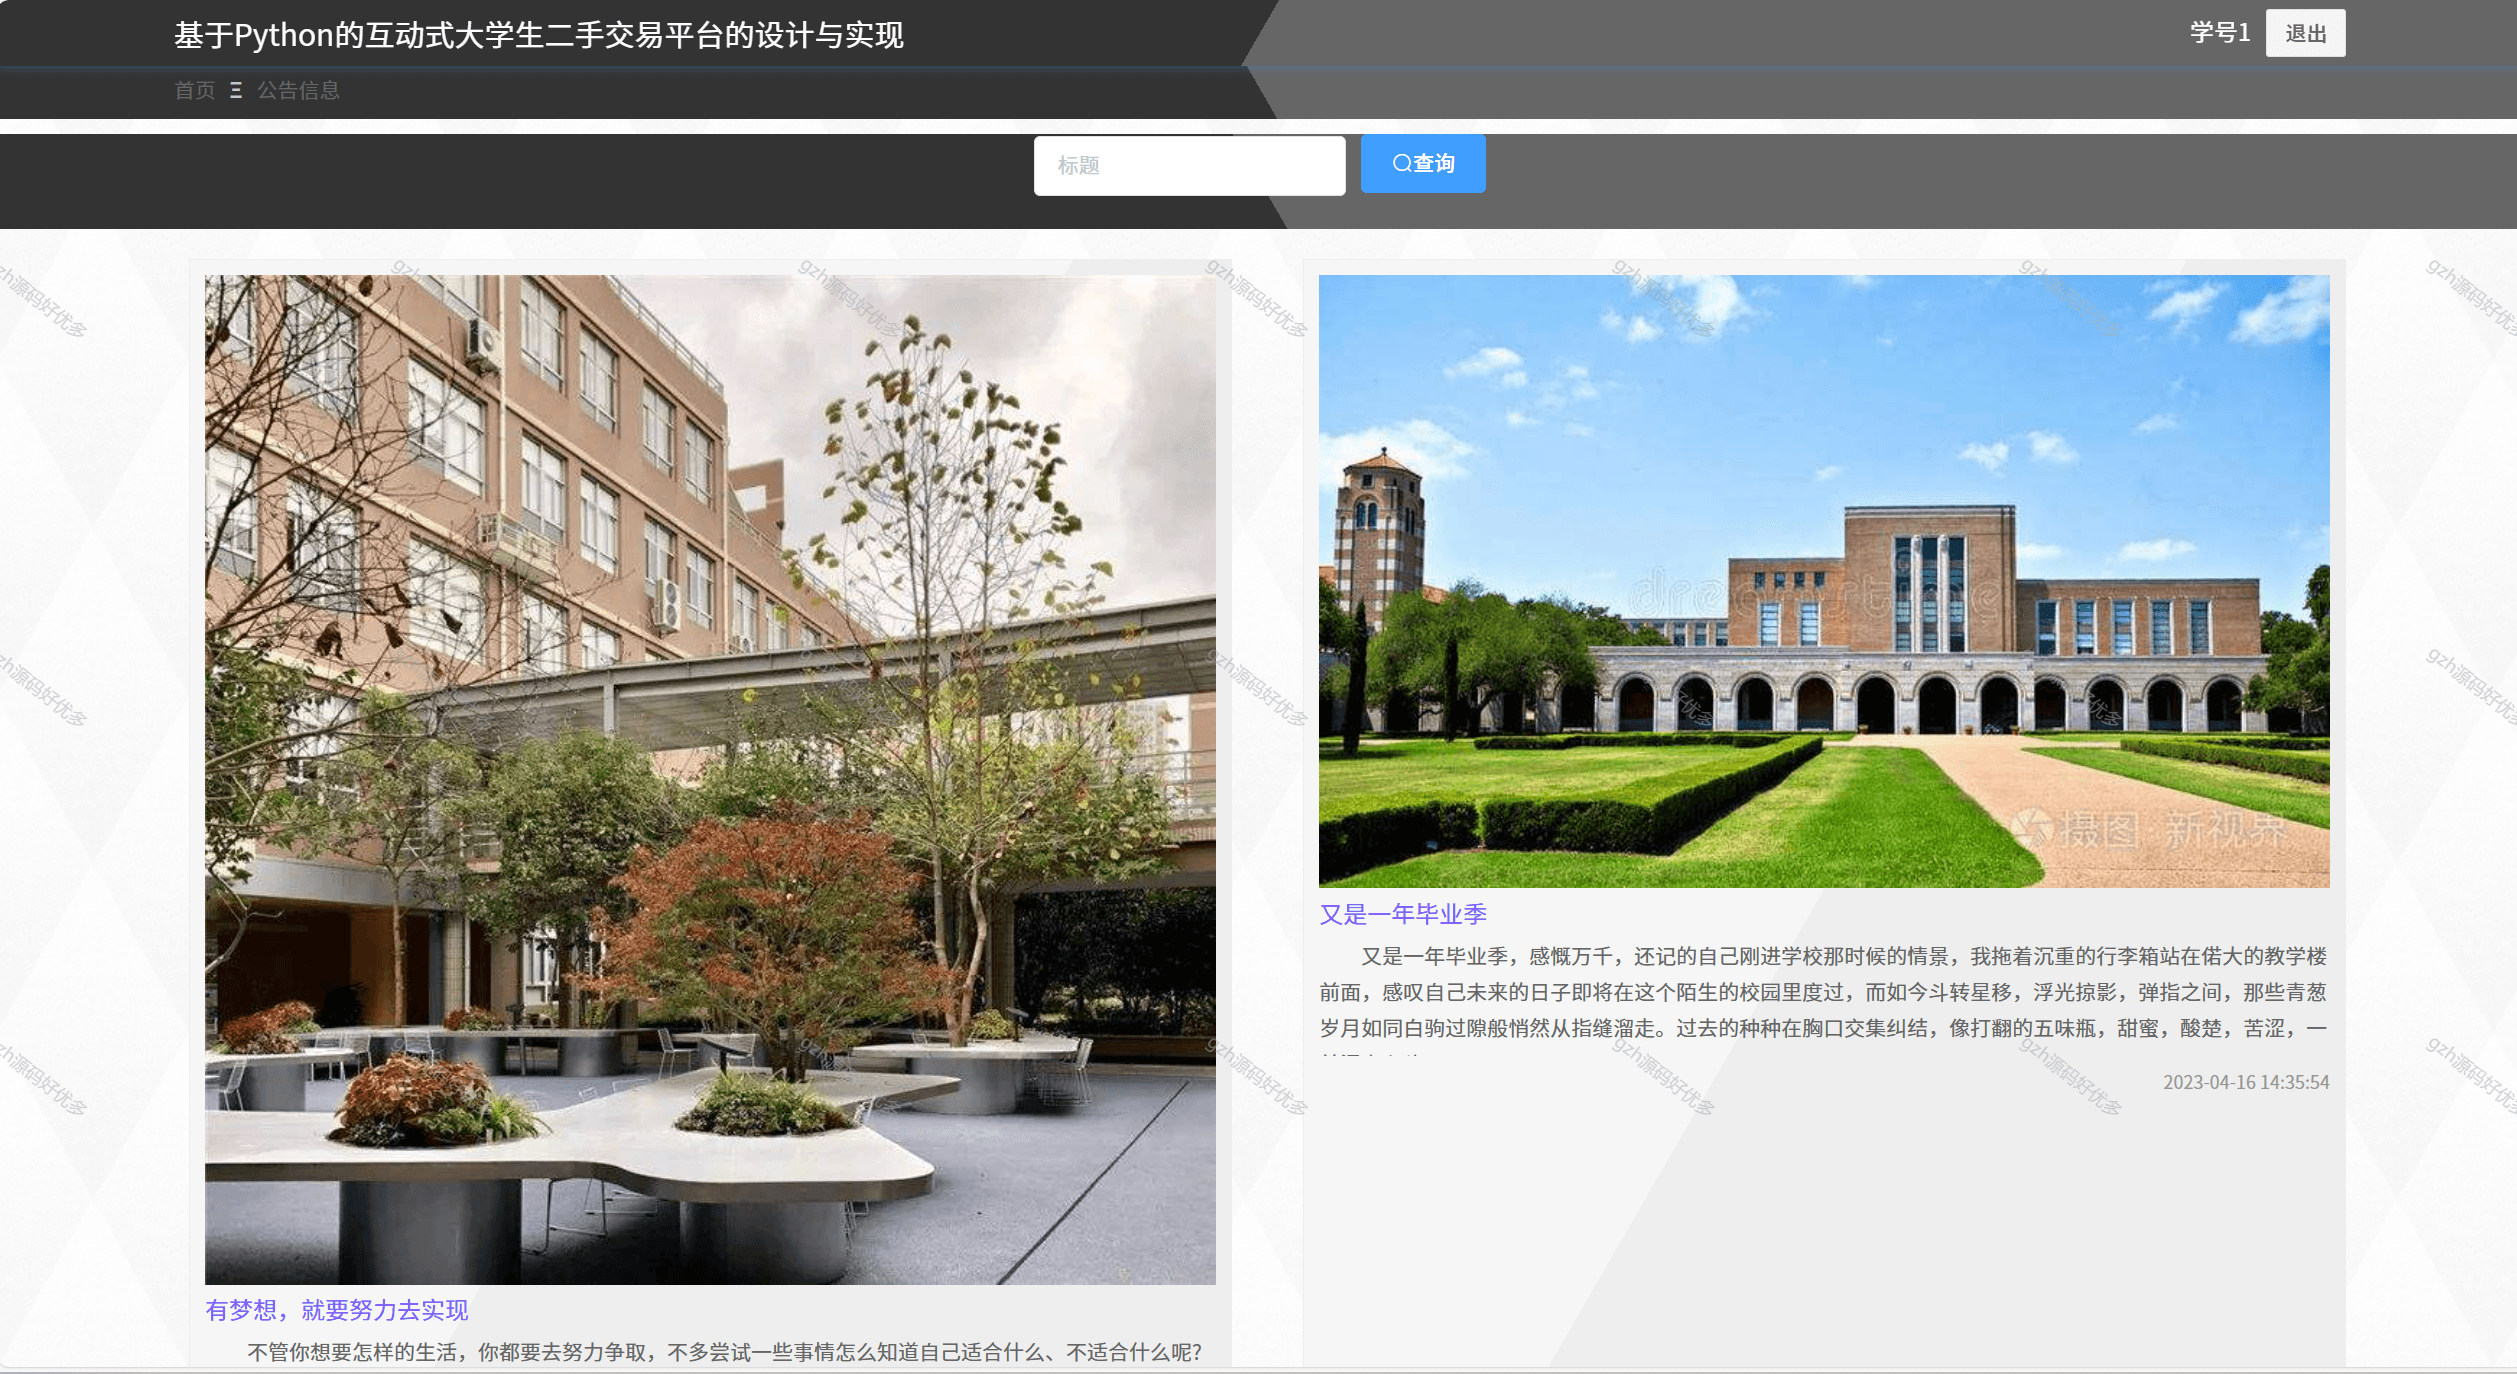 基于Python的互动式大学生二手交易平台的设计与实现
学号1 退出
首页 Ξ 公告信息
标题 查询
gzh源码好优多
摄图 新视界
又是一年毕业季
又是一年毕业季，感慨万千，还记的自己刚进学校那时候的情景，我拖着沉重的行李箱站在偌大的教学楼
前面，感叹自己未来的日子即将在这个陌生的校园里度过，而如今斗转星移，浮光掠影，弹指之间，那些青葱
岁月如同白驹过隙般悄然从指缝溜走。过去的种种在胸口交集纠结，像打翻的五味瓶，甜蜜，酸楚，苦涩，一
2023-04-16 14:35:54
有梦想，就要努力去实现
不管你想要怎样的生活，你都要去努力争取，不多尝试一些事情怎么知道自己适合什么、不适合什么呢?